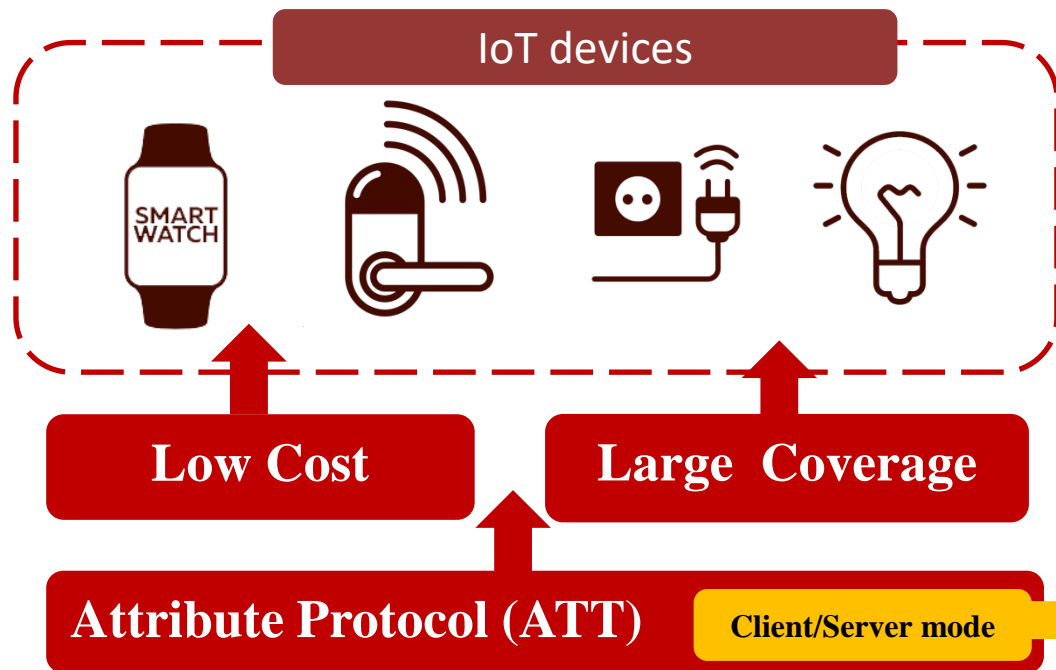 IoT devices
SMART
WATCH
Low Cost
Large Coverage
Attribute Protocol (ATT)
Client/Server mode